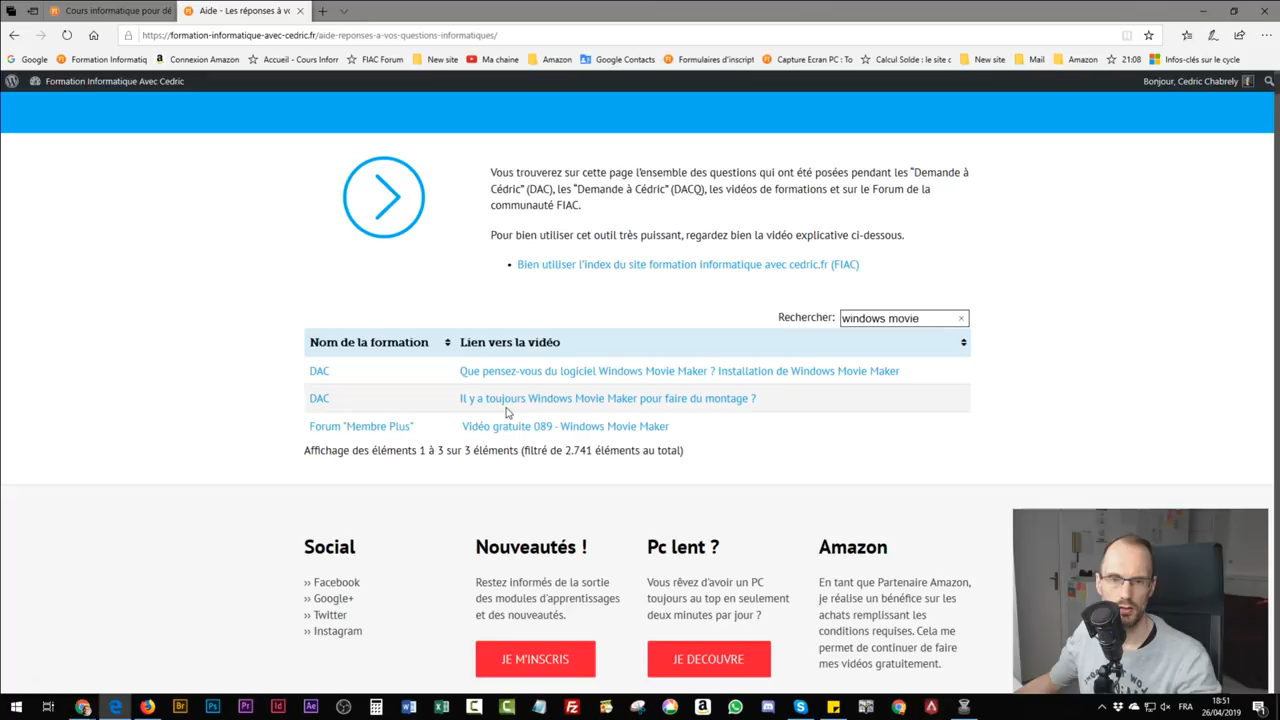 Cours informatique pour dé
Aide - Les réponses à vo
https://formation-informatique-avec-cedric.fr/aide-reponses-a-vos-questions-informatiques/
Google
Formation Informatiq
Connexion Amazon
Accueil - Cours Inforr
FIAC Forum
New site
Ma chaine
Amazon
Google Contacts
Formulaires d'inscript
Capture Ecran PC : To
Calcul Solde : le site c
New site
Mail
Amazon
21:08
Infos-clés sur le cycle
Formation Informatique Avec Cedric
Bonjour, Cedric Chabrely
Vous trouverez sur cette page l'ensemble des questions qui ont été posées pendant les "Demande à
Cédric" (DAC), les "Demande à Cédric" (DACQ), les vidéos de formations et sur le Forum de la
communauté FIAC.
Pour bien utiliser cet outil très puissant, regardez bien la vidéo explicative ci-dessous.
• Bien utiliser l'index du site formation informatique avec cedric.fr (FIAC)
Rechercher: windows movie
Nom de la formation Lien vers la vidéo
DAC Que pensez-vous du logiciel Windows Movie Maker ? Installation de Windows Movie Maker
DAC Il y a toujours Windows Movie Maker pour faire du montage ?
Forum "Membre Plus" Vidéo gratuite 089 - Windows Movie Maker
Affichage des éléments 1 à 3 sur 3 éléments (filtré de 2.741 éléments au total)
Social
›› Facebook
›› Google+
›› Twitter
›› Instagram
Nouveautés !
Restez informés de la sortie
des modules d'apprentissages
et des nouveautés.
JE M'INSCRIS
Pc lent ?
Vous rêvez d'avoir un PC
toujours au top en seulement
deux minutes par jour ?
JE DECOUVRE
Amazon
En tant que Partenaire Amazon,
je réalise un bénéfice sur les
achats remplissant les
conditions requises. Cela me
permet de continuer de faire
mes vidéos gratuitement.
Br
Ps
Pr
Id
Ae
FRA
18:51
26/04/2019